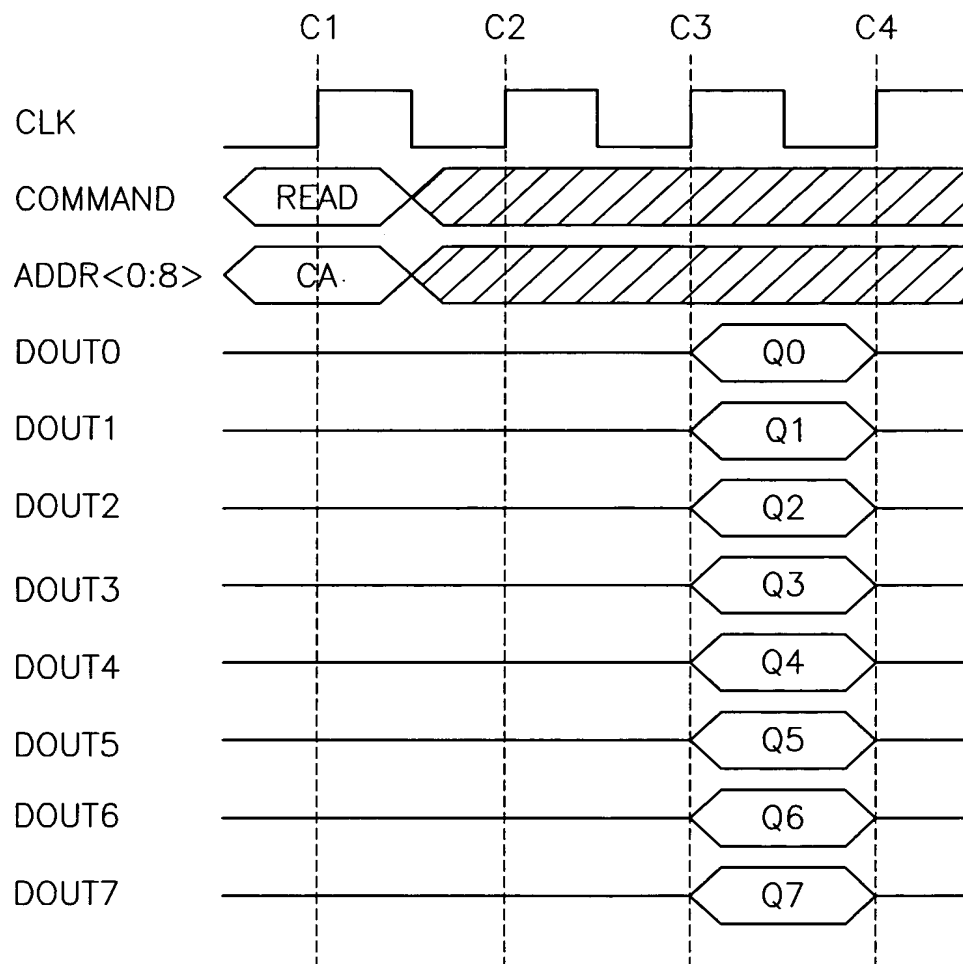 C1 C2 C3 C4
CLK
COMMAND READ
ADDR<0:8> CA
DOUT0 Q0
DOUT1 Q1
DOUT2 Q2
DOUT3 Q3
DOUT4 Q4
DOUT5 Q5
DOUT6 Q6
DOUT7 Q7